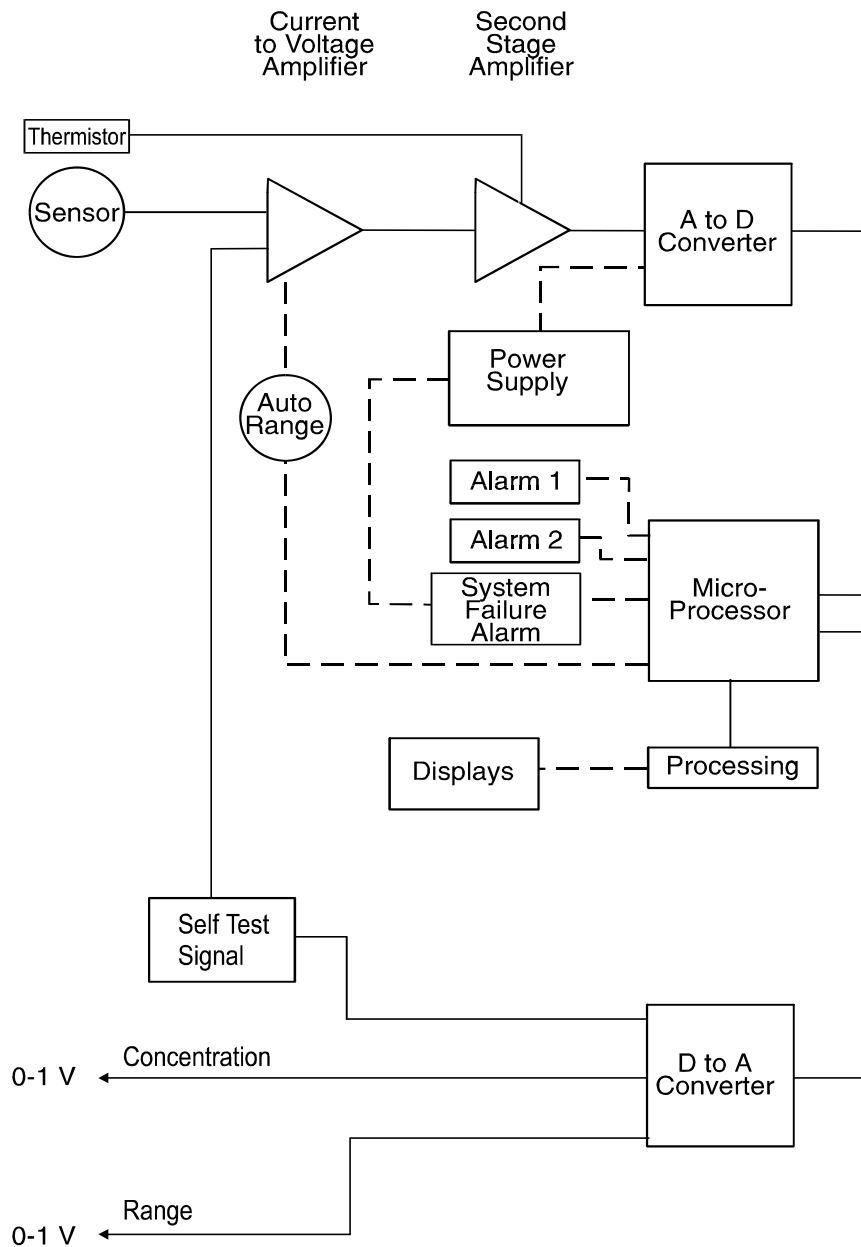 Current
to Voltage
Amplifier
Second
Stage
Amplifier
Thermistor
Sensor
A to D
Converter
Power
Supply
Auto
Range
Alarm 1
Alarm 2
System
Failure
Alarm
Micro-
Processor
Displays
Processing
Self Test
Signal
Concentration
0-1 V
D to A
Converter
Range
0-1 V